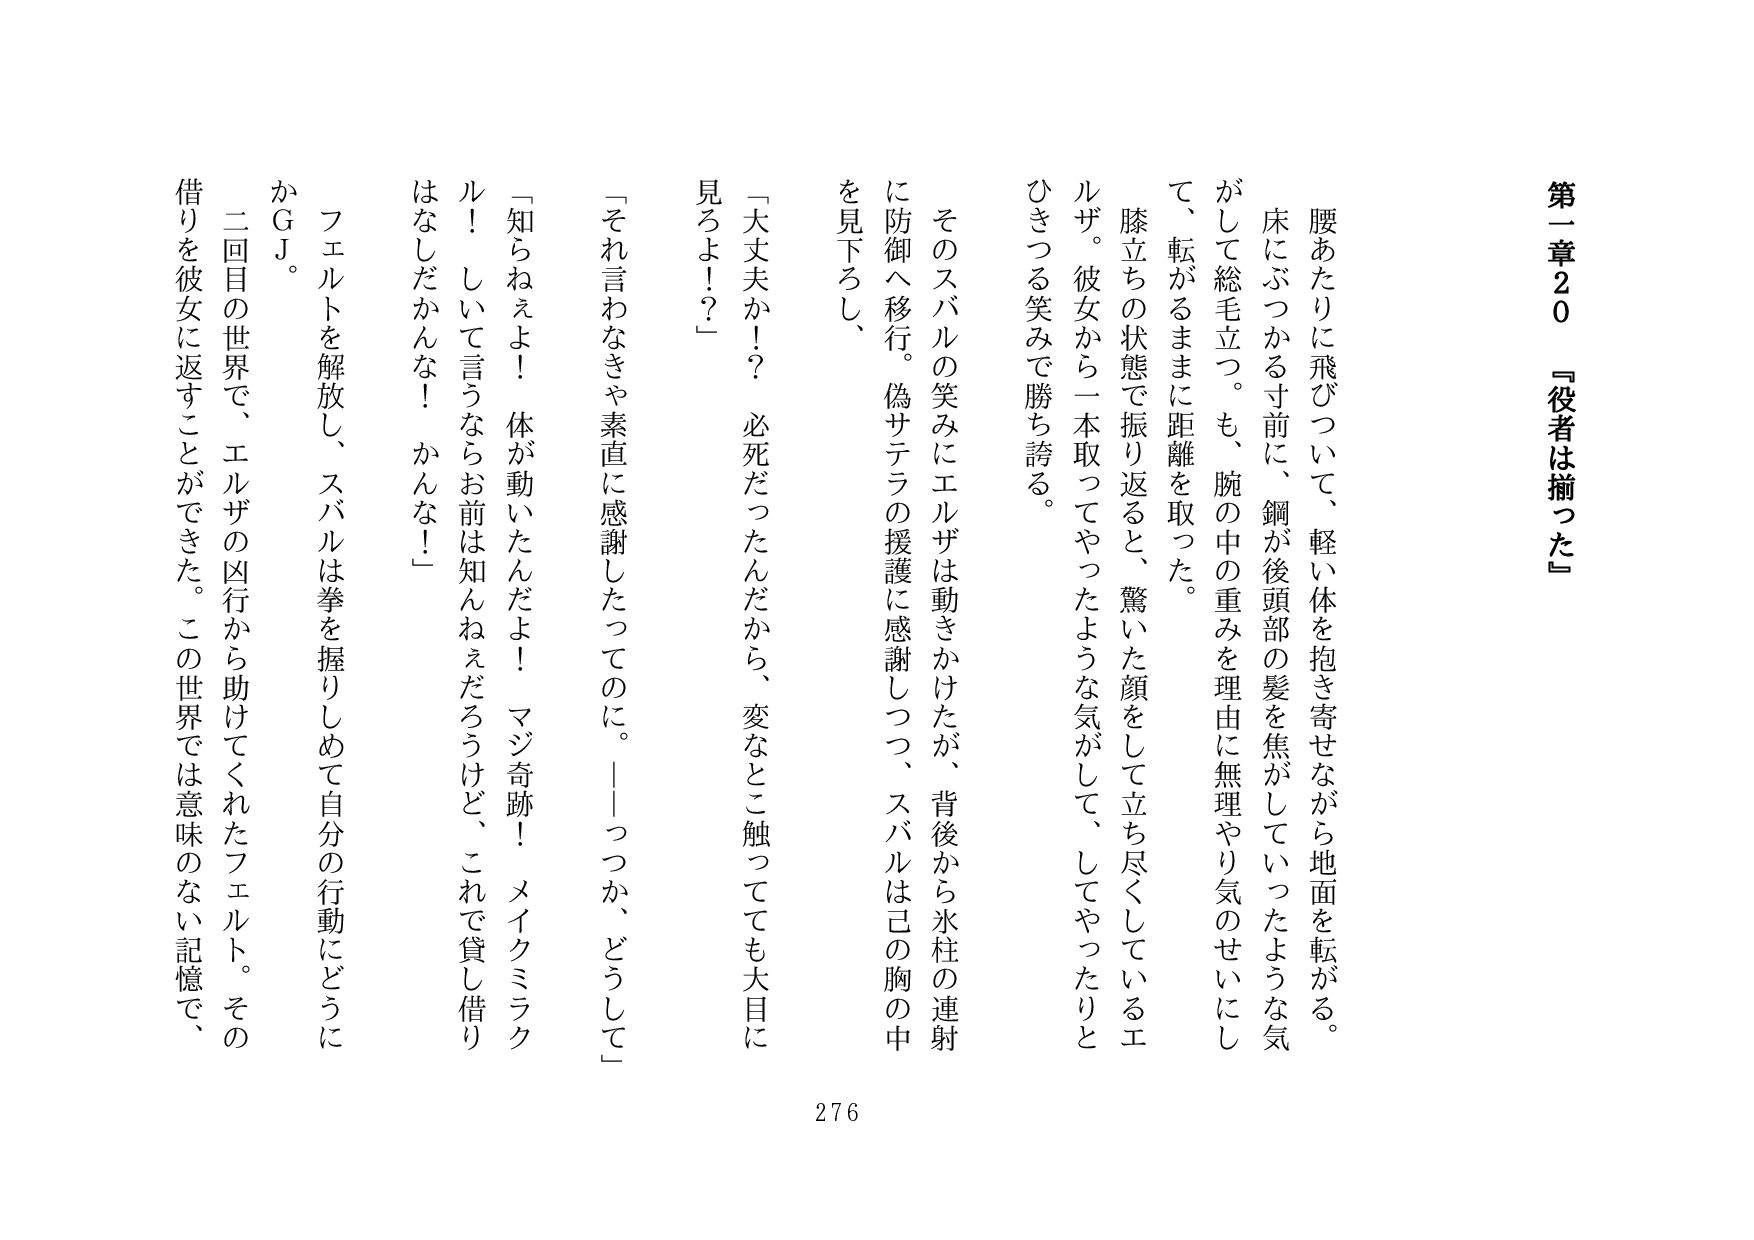 第一章２０　『役者は揃った』
　腰あたりに飛びついて、軽い体を抱き寄せながら地面を転がる。
　床にぶつかる寸前に、鋼が後頭部の髪を焦がしていったような気
がして総毛立つ。も、腕の中の重みを理由に無理やり気のせいにし
て、転がるままに距離を取った。
　膝立ちの状態で振り返ると、驚いた顔をして立ち尽くしているエ
ルザ。彼女から一本取ってやったような気がして、してやったりと
ひきつる笑みで勝ち誇る。
　そのスバルの笑みにエルザは動きかけたが、背後から氷柱の連射
に防御へ移行。偽サテラの援護に感謝しつつ、スバルは己の胸の中
を見下ろし、
「大丈夫か！？　必死だったんだから、変なとこ触ってても大目に
見ろよ！？」
「それ言わなきゃ素直に感謝したってのに。――っつか、どうして」
「知らねぇよ！　体が動いたんだよ！　マジ奇跡！　メイクミラク
ル！　しいて言うならお前は知んねぇだろうけど、これで貸し借り
はなしだかんな！　かんな！」
　フェルトを解放し、スバルは拳を握りしめて自分の行動にどうに
かＧＪ。
　二回目の世界で、エルザの凶行から助けてくれたフェルト。その
借りを彼女に返すことができた。この世界では意味のない記憶で、
276